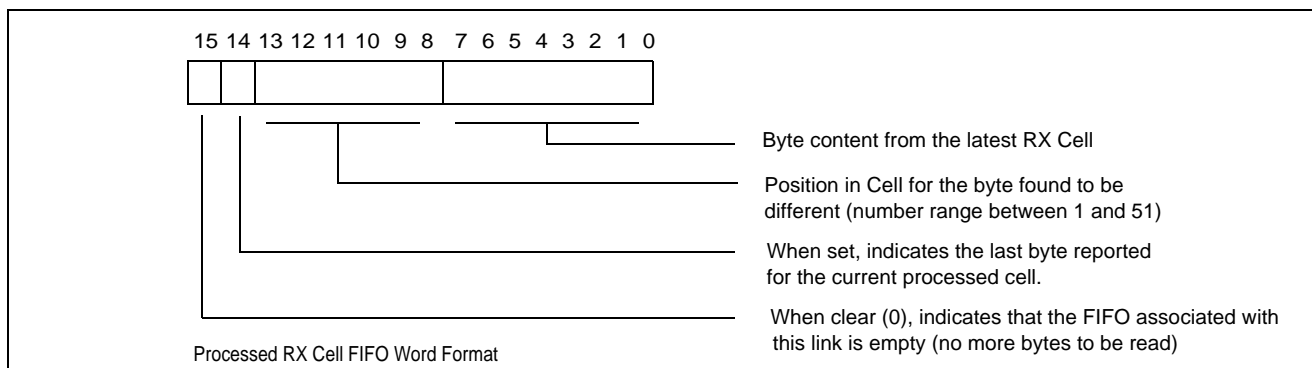 15 14 13 12 11 10 9 8 7 6 5 4 3 2 1 0
Byte content from the latest RX Cell
Position in Cell for the byte found to be
different (number range between 1 and 51)
When set, indicates the last byte reported
for the current processed cell.
When clear (0), indicates that the FIFO associated with
this link is empty (no more bytes to be read)
Processed RX Cell FIFO Word Format